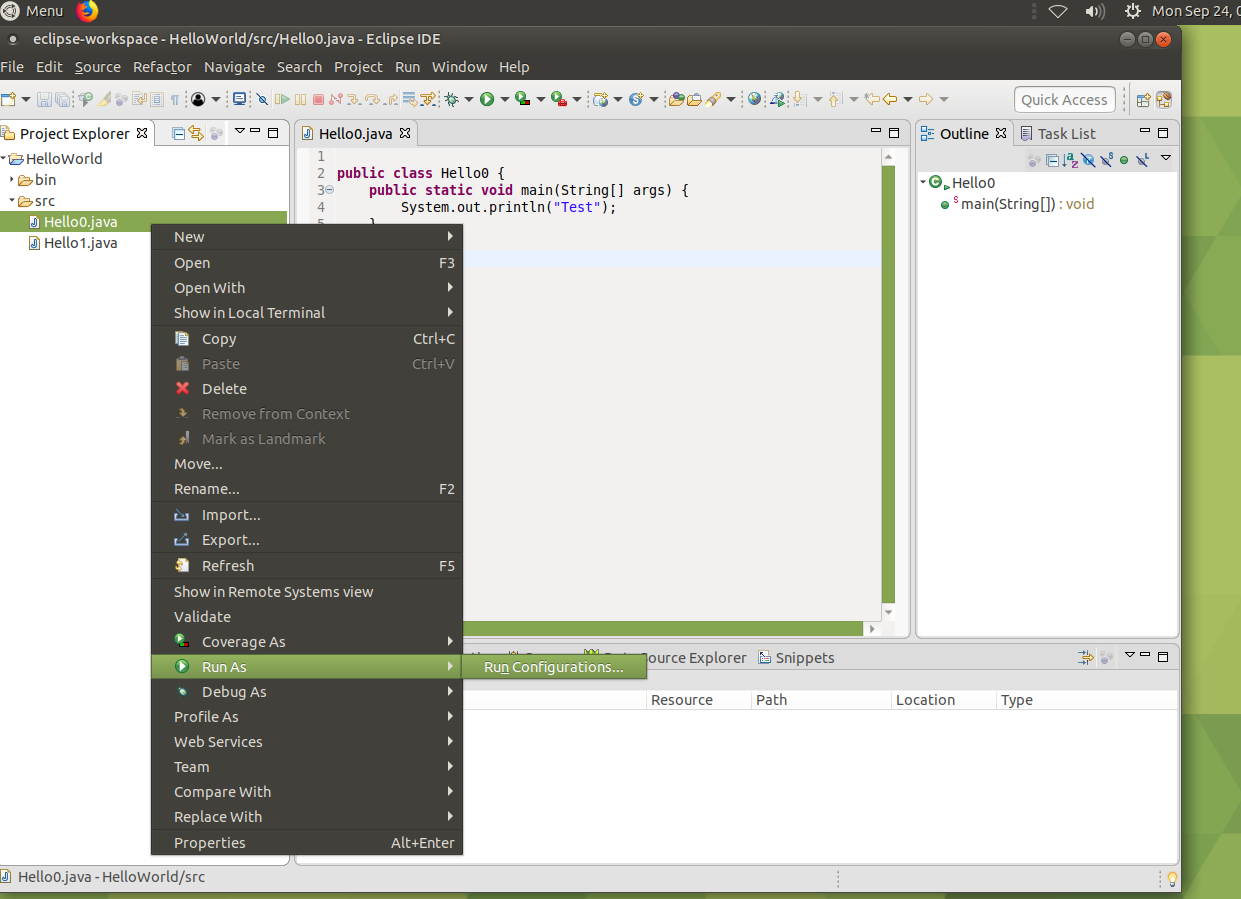 Menu
Mon Sep 24,
eclipse-workspace - HelloWorld/src/Hello0.java - Eclipse IDE
File Edit Source Refactor Navigate Search Project Run Window Help
Quick Access
Project Explorer
Hello0.java
Outline
Task List
HelloWorld
bin
src
Hello0.java
Hello1.java
1
2 public class Hello0 {
3 public static void main(String[] args) {
4 System.out.println("Test");
5 }
Hello0
main(String[]) : void
New
Open F3
Open With
Show in Local Terminal
Copy Ctrl+C
Paste Ctrl+V
Delete
Remove from Context
Mark as Landmark
Move...
Rename... F2
Import...
Export...
Refresh F5
Show in Remote Systems view
Validate
Coverage As
Run As
Run Configurations...
Debug As
Profile As
Web Services
Team
Compare With
Replace With
Properties Alt+Enter
Source Explorer
Snippets
Resource Path Location Type
Hello0.java - HelloWorld/src